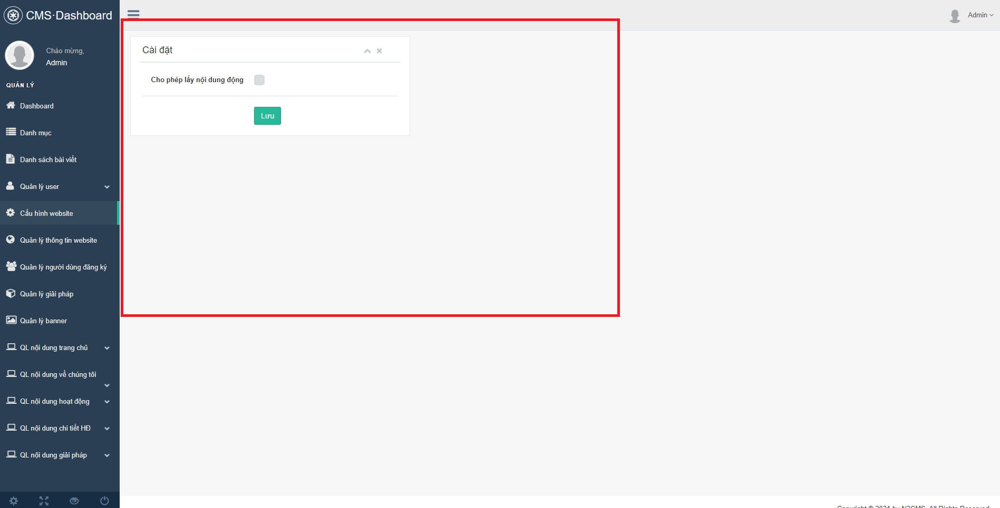 CMS·Dashboard
Admin
Chào mừng,
Admin
QUẢN LÝ
Dashboard
Danh mục
Danh sách bài viết
Quản lý user
Cấu hình website
Quản lý thông tin website
Quản lý người dùng đăng ký
Quản lý giải pháp
Quản lý banner
QL nội dung trang chủ
QL nội dung về chúng tôi
QL nội dung hoạt động
QL nội dung chi tiết HĐ
QL nội dung giải pháp
Cài đặt
Cho phép lấy nội dung động
Lưu
Copyright © 2021 by N2CMS. All Rights Reserved.